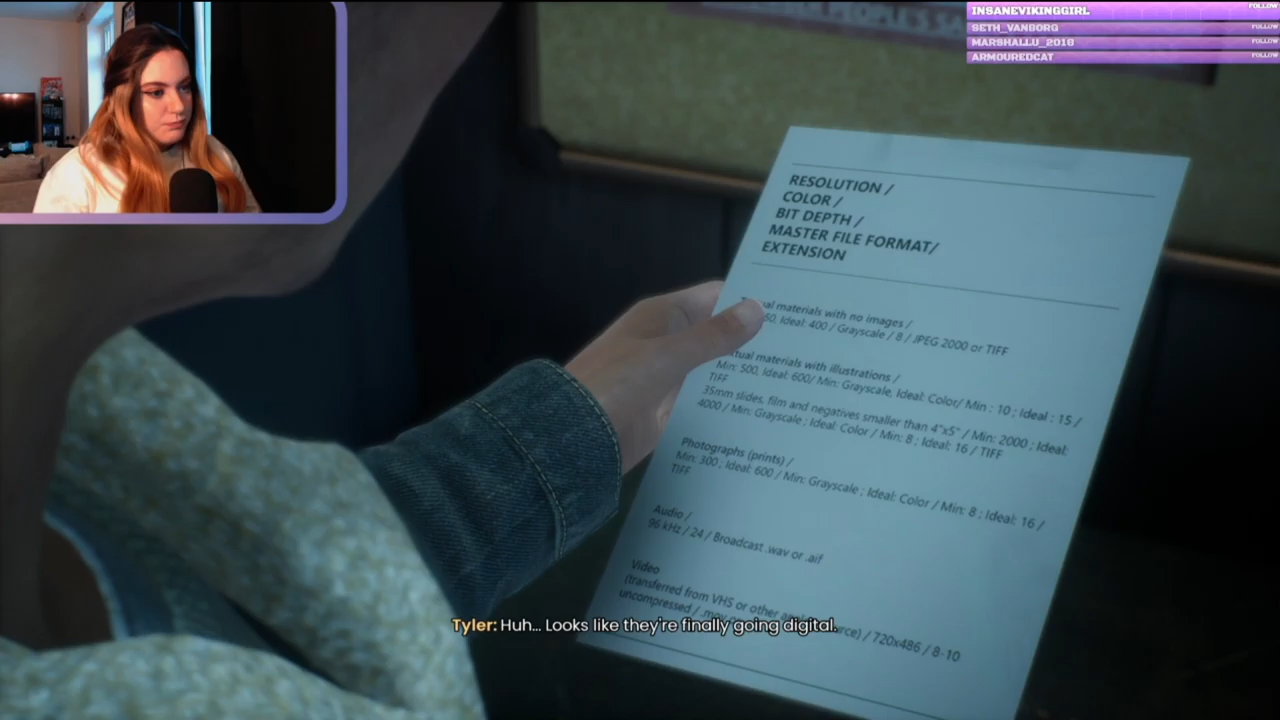 INSANEVIKINGGIRL FOLLOW
SETH_VANBORG FOLLOW
MARSHALLU_2018 FOLLOW
ARMOUREDCAT FOLLOW
PEOPLE'S
RESOLUTION /
COLOR /
BIT DEPTH /
MASTER FILE FORMAT/
EXTENSION
materials with no images /
Ideal: 400 / Grayscale / 8 / JPEG 2000 or TIFF
materials with illustrations /
Min: 500, Ideal: 600/ Min: Grayscale, Ideal: Color/ Min : 10 ; Ideal : 15 /
TIFF
35mm slides, film and negatives smaller than 4"x5" / Min: 2000 ; Ideal:
4000 / Min: Grayscale ; Ideal: Color / Min: 8 ; Ideal: 16 / TIFF
Photographs (prints) /
Min: 300 ; Ideal: 600 / Min: Grayscale ; Ideal: Color / Min: 8 ; Ideal: 16 /
TIFF
Audio /
96 kHz / 24 / Broadcast .wav or .aif
Video
(transferred from VHS or other / 720x486 / 8-10
uncompressed / .mov
Tyler: Huh... Looks like they're finally going digital.